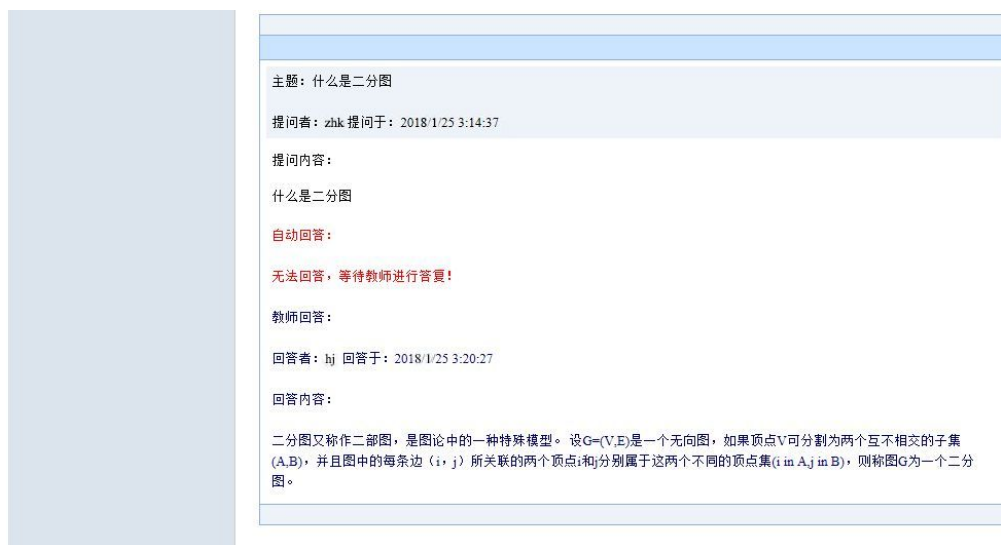 主题：什么是二分图
提问者：zhk 提问于：2018/1/25 3:14:37
提问内容：
什么是二分图
自动回答：
无法回答，等待教师进行答复！
教师回答：
回答者：hj 回答于：2018/1/25 3:20:27
回答内容：
二分图又称作二部图，是图论中的一种特殊模型。 设G=(V,E)是一个无向图，如果顶点V可分割为两个互不相交的子集
(A,B)，并且图中的每条边（i，j）所关联的两个顶点i和j分别属于这两个不同的顶点集(i in A,j in B)，则称图G为一个二分
图。